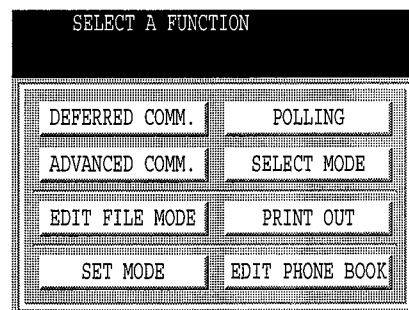 SELECT A FUNCTION
DEFERRED COMM. POLLING
ADVANCED COMM. SELECT MODE
EDIT FILE MODE PRINT OUT
SET MODE EDIT PHONE BOOK